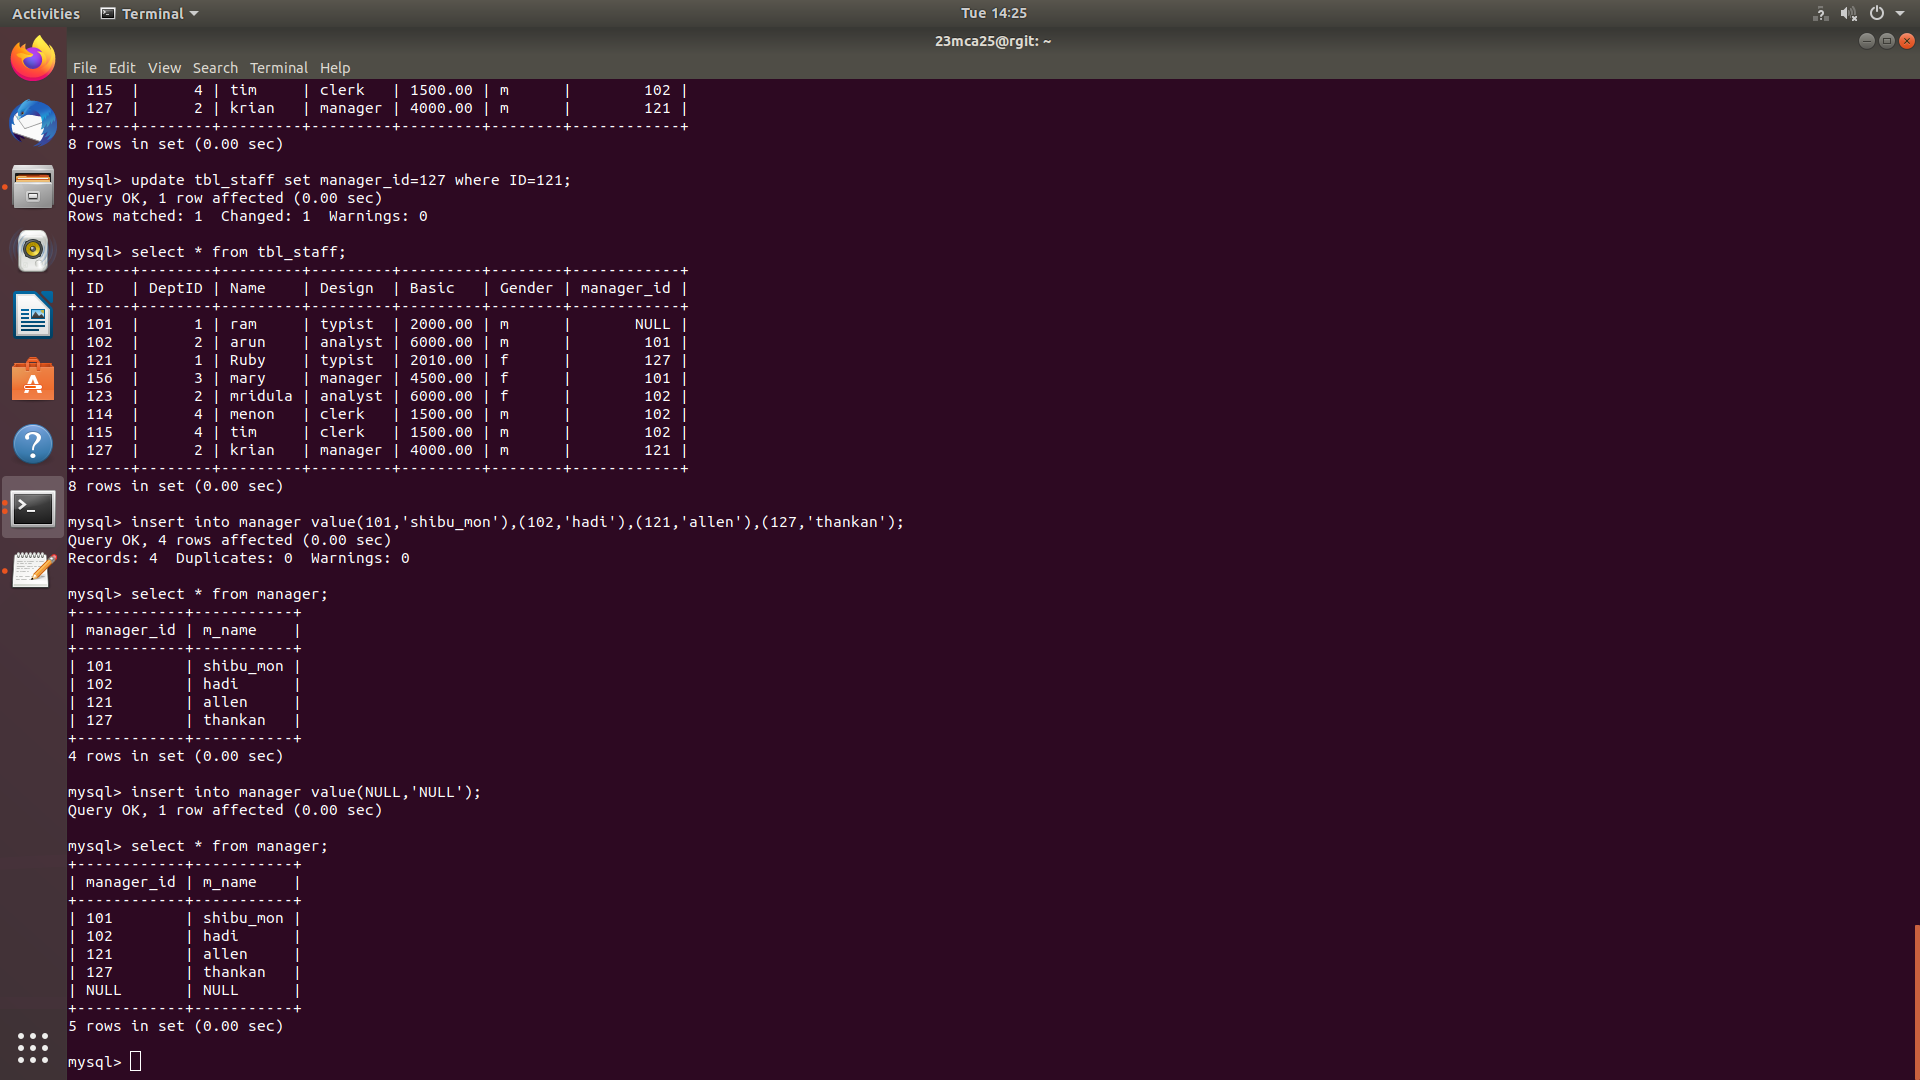 Activities Terminal Tue 14:25
23mca25@rgit: ~
File Edit View Search Terminal Help
| 115  |      4 | tim     | clerk   | 1500.00 | m      |        102 |
| 127  |      2 | krian   | manager | 4000.00 | m      |        121 |
+------+--------+---------+---------+---------+--------+------------+
8 rows in set (0.00 sec)
mysql> update tbl_staff set manager_id=127 where ID=121;
Query OK, 1 row affected (0.00 sec)
Rows matched: 1  Changed: 1  Warnings: 0
mysql> select * from tbl_staff;
+------+--------+---------+---------+---------+--------+------------+
| ID   | DeptID | Name    | Design  | Basic   | Gender | manager_id |
+------+--------+---------+---------+---------+--------+------------+
| 101  |      1 | ram     | typist  | 2000.00 | m      |       NULL |
| 102  |      2 | arun    | analyst | 6000.00 | m      |        101 |
| 121  |      1 | Ruby    | typist  | 2010.00 | f      |        127 |
| 156  |      3 | mary    | manager | 4500.00 | f      |        101 |
| 123  |      2 | mridula | analyst | 6000.00 | f      |        102 |
| 114  |      4 | menon   | clerk   | 1500.00 | m      |        102 |
| 115  |      4 | tim     | clerk   | 1500.00 | m      |        102 |
| 127  |      2 | krian   | manager | 4000.00 | m      |        121 |
+------+--------+---------+---------+---------+--------+------------+
8 rows in set (0.00 sec)
mysql> insert into manager value(101,'shibu_mon'),(102,'hadi'),(121,'allen'),(127,'thankan');
Query OK, 4 rows affected (0.00 sec)
Records: 4  Duplicates: 0  Warnings: 0
mysql> select * from manager;
+------------+-----------+
| manager_id | m_name    |
+------------+-----------+
| 101        | shibu_mon |
| 102        | hadi      |
| 121        | allen     |
| 127        | thankan   |
+------------+-----------+
4 rows in set (0.00 sec)
mysql> insert into manager value(NULL,'NULL');
Query OK, 1 row affected (0.00 sec)
mysql> select * from manager;
+------------+-----------+
| manager_id | m_name    |
+------------+-----------+
| 101        | shibu_mon |
| 102        | hadi      |
| 121        | allen     |
| 127        | thankan   |
| NULL       | NULL      |
+------------+-----------+
5 rows in set (0.00 sec)
mysql>